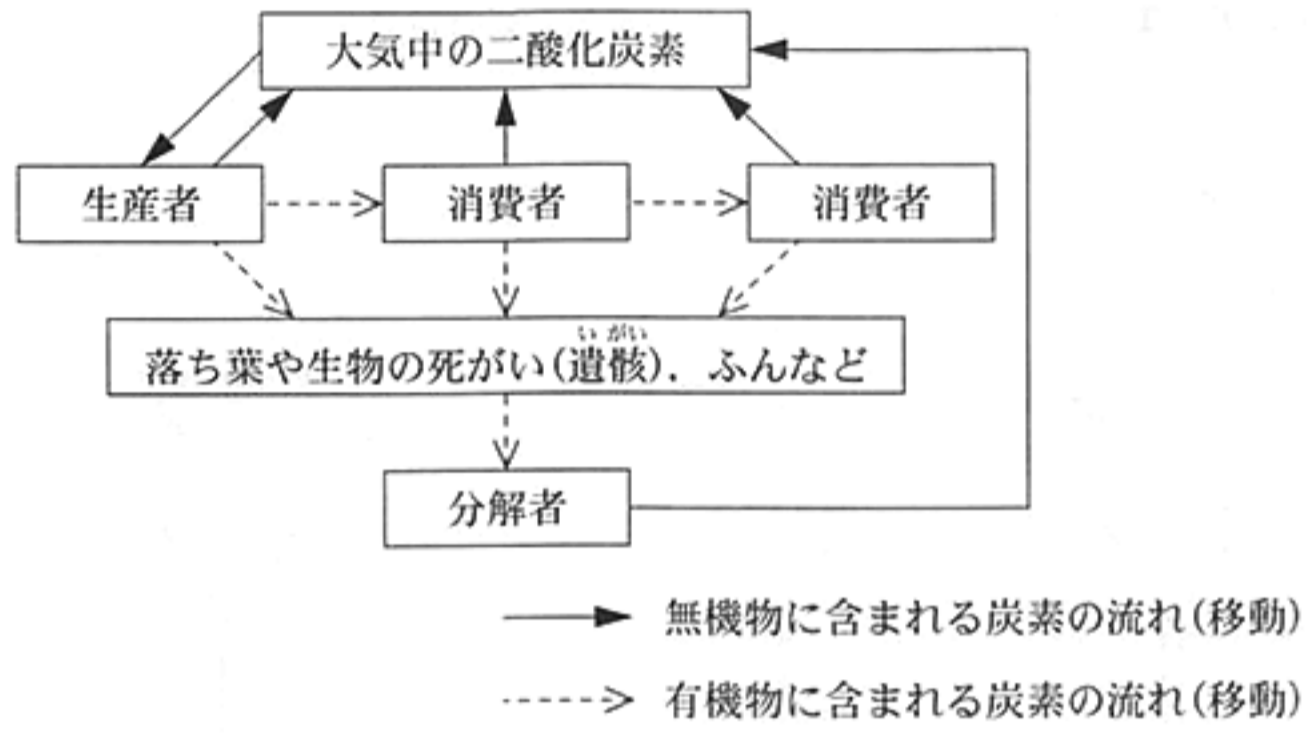 大気中の二酸化炭素
生産者
消費者
消費者
いがい
落ち葉や生物の死がい(遺骸)．ふんなど
分解者
無機物に含まれる炭素の流れ(移動)
有機物に含まれる炭素の流れ(移動)